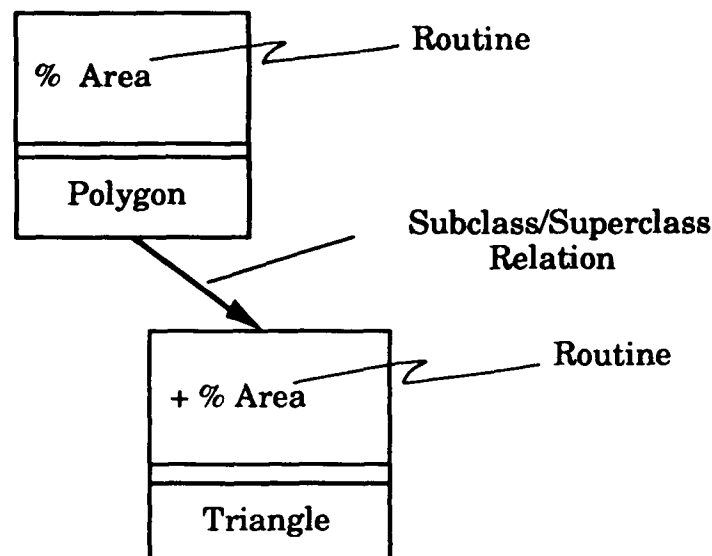 % Area
Routine
Polygon
Subclass/Superclass
Relation
+ % Area
Routine
Triangle